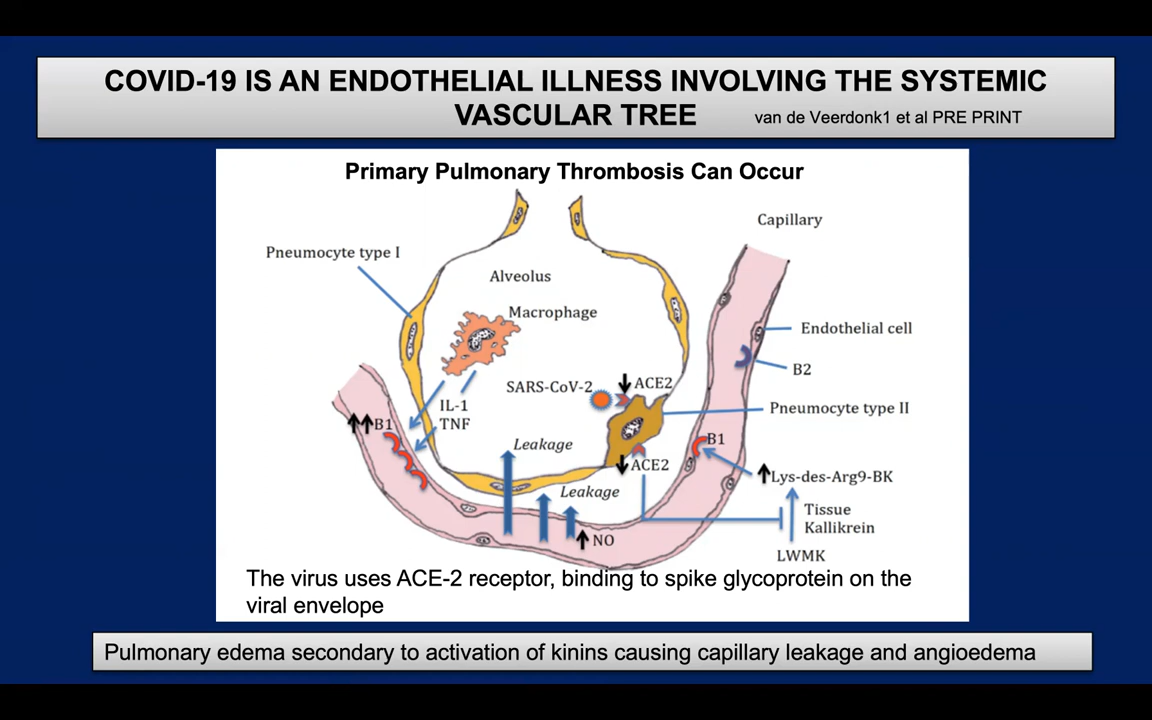 COVID-19 IS AN ENDOTHELIAL ILLNESS INVOLVING THE SYSTEMIC
VASCULAR TREE
van de Veerdonk1 et al PRE PRINT
Primary Pulmonary Thrombosis Can Occur
Capillary
Pneumocyte type I
Alveolus
Macrophage
Endothelial cell
B2
SARS-CoV-2
ACE2
IL-1
TNF
Pneumocyte type II
B1
B1
Leakage
ACE2
Lys-des-Arg9-BK
Leakage
Tissue
Kallikrein
NO
LWMK
The virus uses ACE-2 receptor, binding to spike glycoprotein on the
viral envelope
Pulmonary edema secondary to activation of kinins causing capillary leakage and angioedema